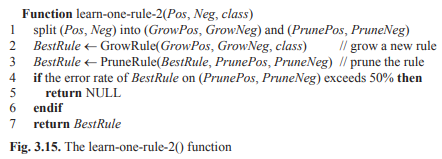 Function learn-one-rule-2(Pos, Neg, class)
1 split (Pos, Neg) into (GrowPos, GrowNeg) and (PrunePos, PruneNeg)
2 BestRule ← GrowRule(GrowPos, GrowNeg, class) // grow a new rule
3 BestRule ← PruneRule(BestRule, PrunePos, PruneNeg) // prune the rule
4 if the error rate of BestRule on (PrunePos, PruneNeg) exceeds 50% then
5 return NULL
6 endif
7 return BestRule
Fig. 3.15. The learn-one-rule-2() function